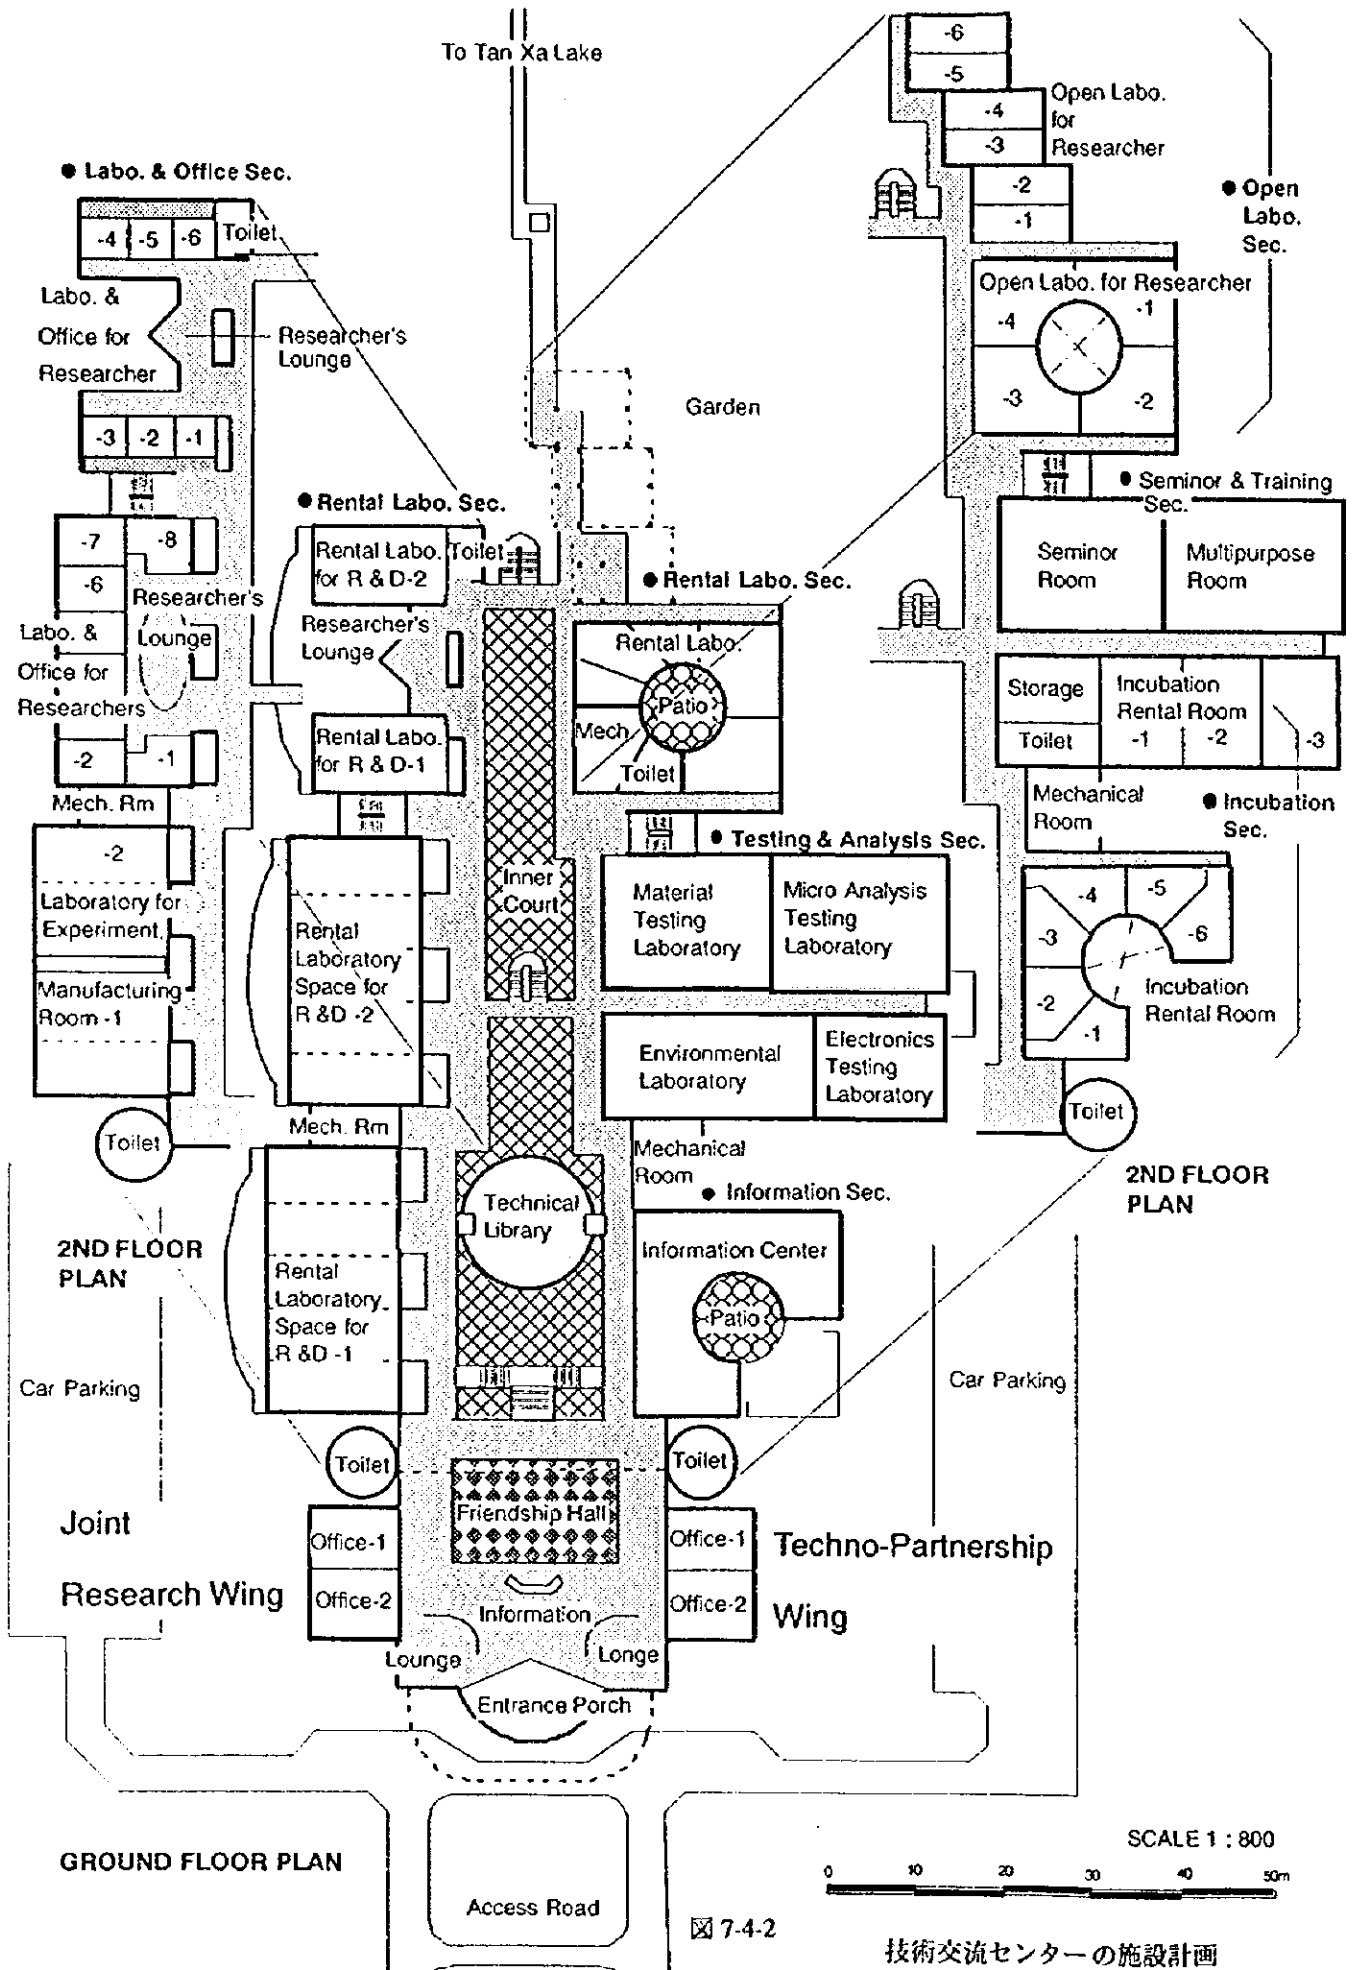 To Tan Xa Lake
-6
-5
Open Labo.
for
Researcher
-4
-3
-2
-1
● Open
Labo.
Sec.
● Labo. & Office Sec.
-4
-5
-6
Toilet
Labo. &
Office for
Researcher
Researcher's
Lounge
-3
-2
-1
Open Labo. for Researcher
-1
-4
-3
-2
Garden
● Seminor & Training
Sec.
Seminor
Room
Multipurpose
Room
● Rental Labo. Sec.
Rental Labo.
for R & D-2
Toilet
-7
-8
-6
Researcher's
Lounge
Labo. &
Office for
Researchers
-2
-1
Researcher's
Lounge
Rental Labo.
for R & D-1
● Rental Labo. Sec.
Rental Labo.
Patio
Mech.
Toilet
Storage
Toilet
Incubation
Rental Room
-1
-2
-3
Mech. Rm
Mechanical
Room
● Incubation
Sec.
-2
Laboratory for
Experiment,
Manufacturing
Room -1
Toilet
Rental
Laboratory
Space for
R &D -2
Inner
Court
● Testing & Analysis Sec.
Material
Testing
Laboratory
Micro Analysis
Testing
Laboratory
-4
-5
-3
-6
-2
-1
Incubation
Rental Room
Environmental
Laboratory
Electronics
Testing
Laboratory
Toilet
Mech. Rm
Mechanical
Room
2ND FLOOR
PLAN
● Information Sec.
Technical
Library
Information Center
Patio
2ND FLOOR
PLAN
Rental
Laboratory
Space for
R &D -1
Car Parking
Car Parking
Toilet
Toilet
Joint
Research Wing
Office-1
Office-2
Friendship Hall
Office-1
Office-2
Techno-Partnership
Wing
Information
Lounge
Longe
Entrance Porch
GROUND FLOOR PLAN
Access Road
SCALE 1 : 800
0 10 20 30 40 50m
図 7-4-2
技術交流センターの施設計画